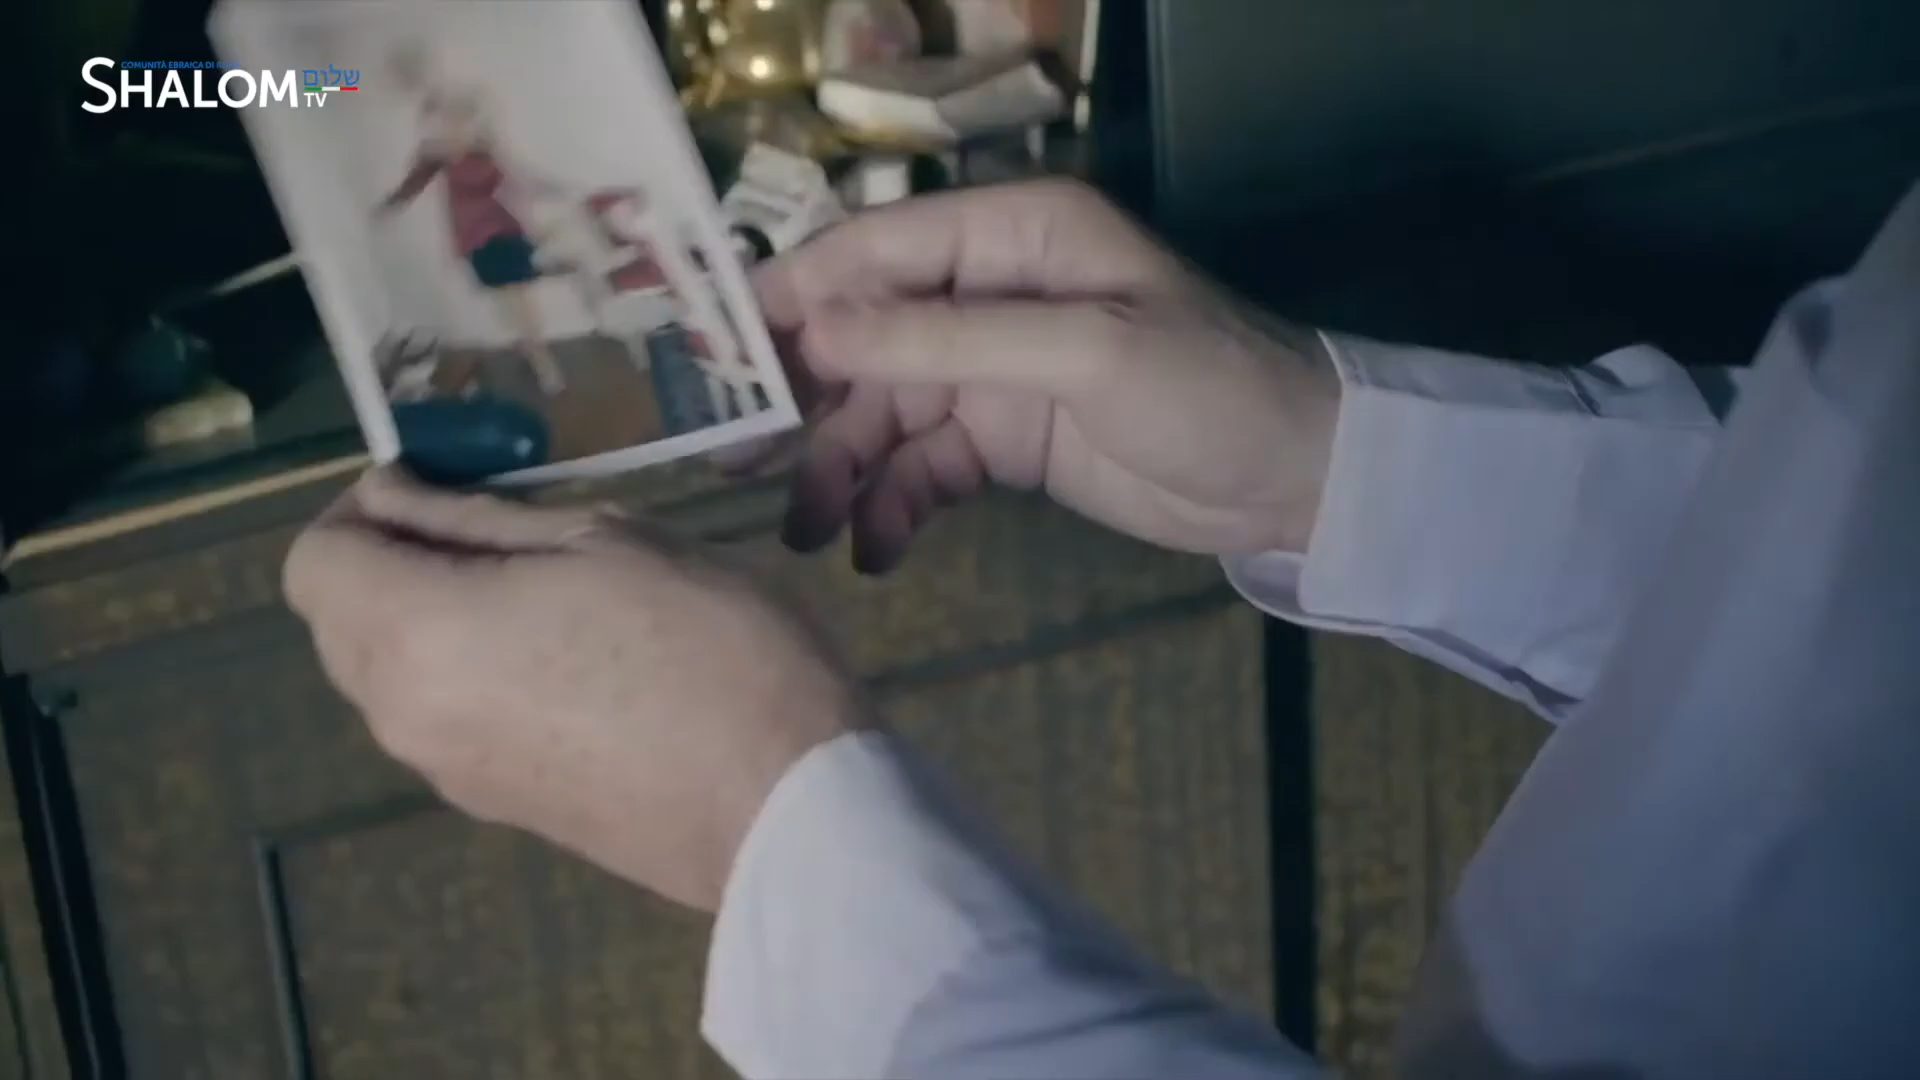 COMUNITÀ EBRAICA DI
SHALOM שלום
TV